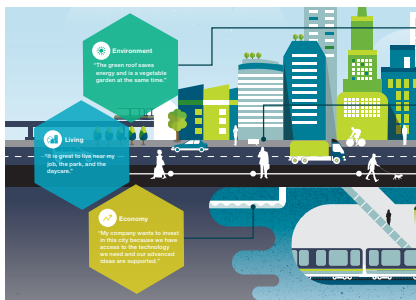 Environment
"The green roof saves
energy and is a vegetable
garden at the same time."
Living
"It is great to live near my
job, the park, and the
daycare."
Economy
"My company wants to invest
in this city because we have
access to the technology
we need and our advanced
ideas are supported."